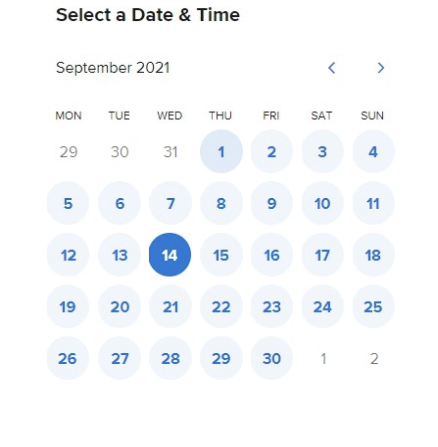 Select a Date & Time
September 2021
MON TUE WED THU FRI SAT SUN
29 30 31 1 2 3 4
5 6 7 8 9 10 11
12 13 14 15 16 17 18
19 20 21 22 23 24 25
26 27 28 29 30 1 2